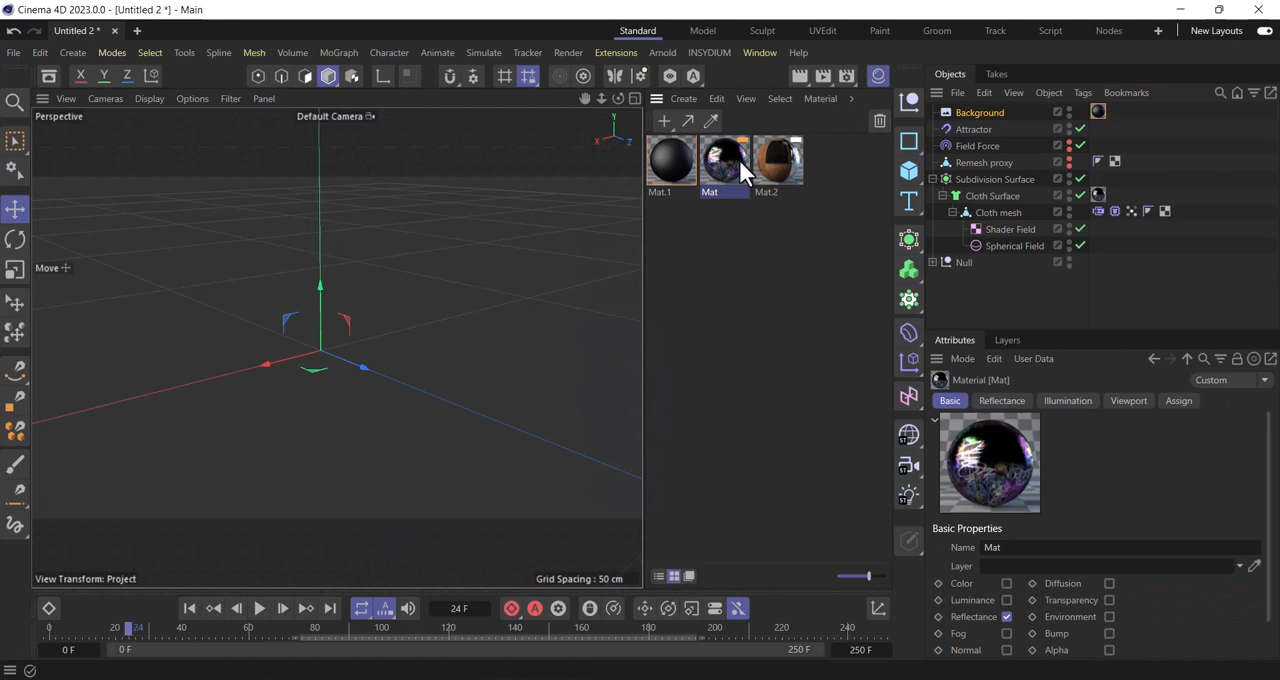 Cinema 4D 2023.0.0 - [Untitled 2 *] - Main
Untitled 2 *
Standard Model Sculpt UVEdit Paint Groom Track Script Nodes New Layouts
File Edit Create Modes Select Tools Spline Mesh Volume MoGraph Character Animate Simulate Tracker Render Extensions Arnold INSYDIUM Window Help
X Y Z
Objects Takes
View Cameras Display Options Filter Panel
Create Edit View Select Material
File Edit View Object Tags Bookmarks
Perspective
Default Camera
Y
X
Z
Mat.1 Mat Mat.2
Move
View Transform: Project
Grid Spacing : 50 cm
Background
Attractor
Field Force
Remesh proxy
Subdivision Surface
Cloth Surface
Cloth mesh
Shader Field
Spherical Field
Null
Attributes Layers
Mode Edit User Data
Material [Mat]
Custom
Basic Reflectance Illumination Viewport Assign
Basic Properties
Name Mat
Layer
Color Diffusion
Luminance Transparency
Reflectance Environment
Fog Bump
Normal Alpha
ST
ST
ST
A
24 F
0 20 24 40 60 80 100 120 140 160 180 200 220 240
0 F 0 F 250 F 250 F